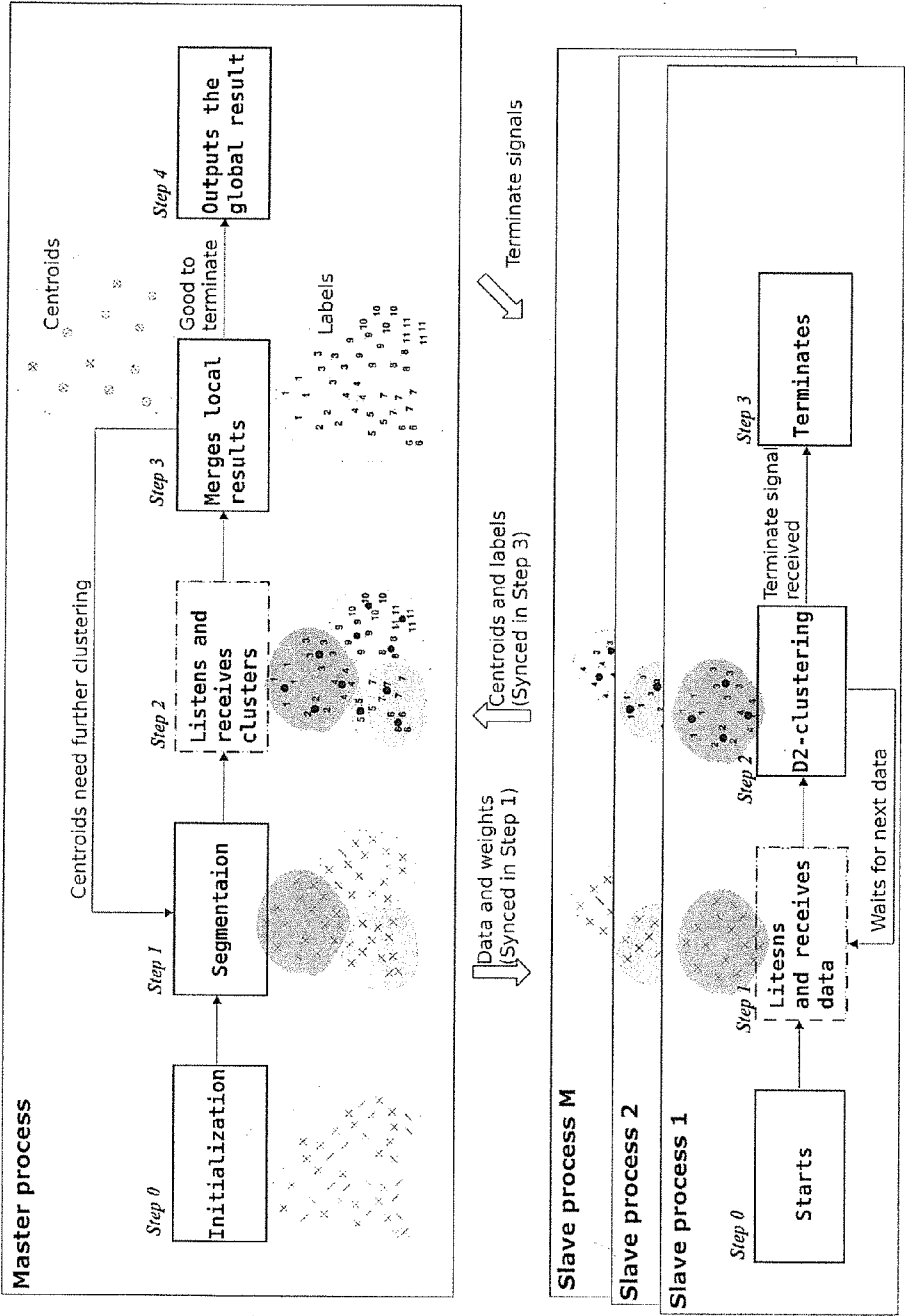 Master process
Step 0
Initialization
Step 1
Segmentaion
Centroids need further clustering
Step 2
Listens and
receives
clusters
Step 3
Merges local
results
Centroids
Good to
terminate
Labels
Step 4
Outputs the
global result
Data and weights
(Synced in Step 1)
Centroids and labels
(Synced in Step 3)
Terminate signals
Slave process M
Slave process 2
Slave process 1
Step 0
Starts
Step 1
Litesns
and receives
data
Step 2
D2-clustering
Waits for next data
Terminate signal
received
Step 3
Terminates